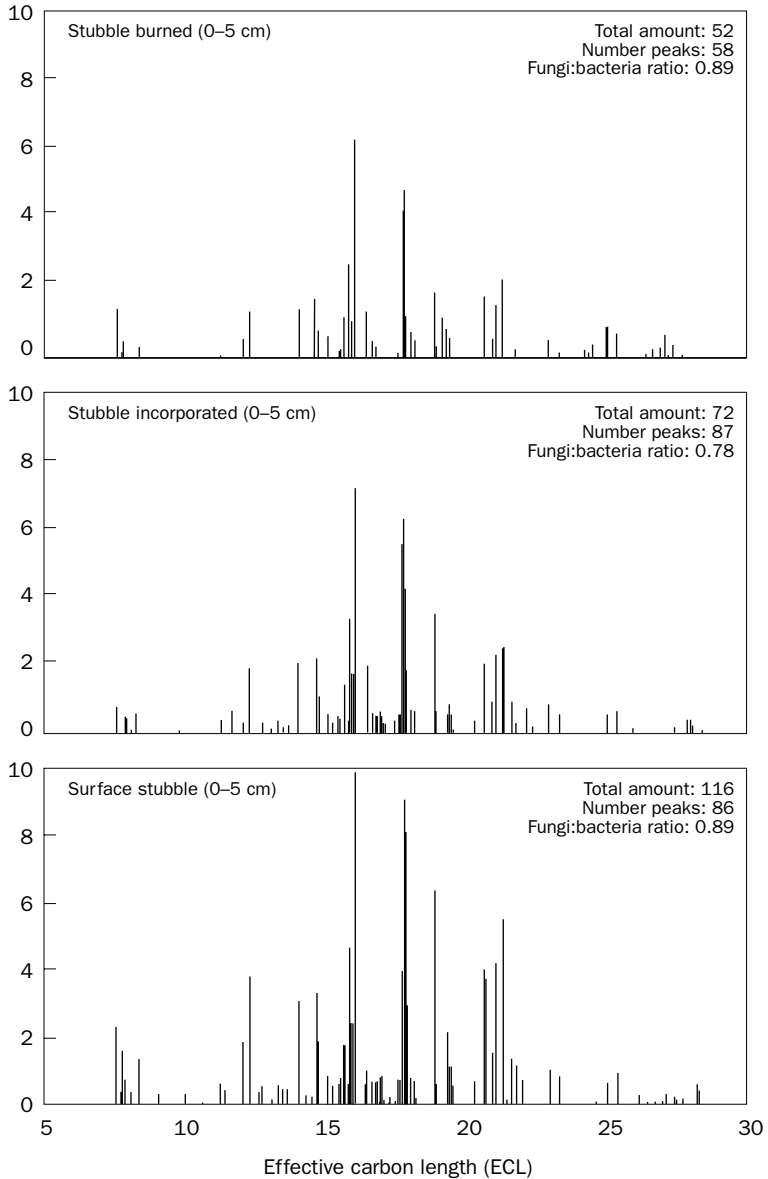 10
Stubble burned (0–5 cm)
Total amount: 52
Number peaks: 58
Fungi:bacteria ratio: 0.89
8
6
4
2
0
10
Stubble incorporated (0–5 cm)
Total amount: 72
Number peaks: 87
Fungi:bacteria ratio: 0.78
8
6
4
2
0
10
Surface stubble (0–5 cm)
Total amount: 116
Number peaks: 86
Fungi:bacteria ratio: 0.89
8
6
4
2
0
5 10 15 20 25 30
Effective carbon length (ECL)